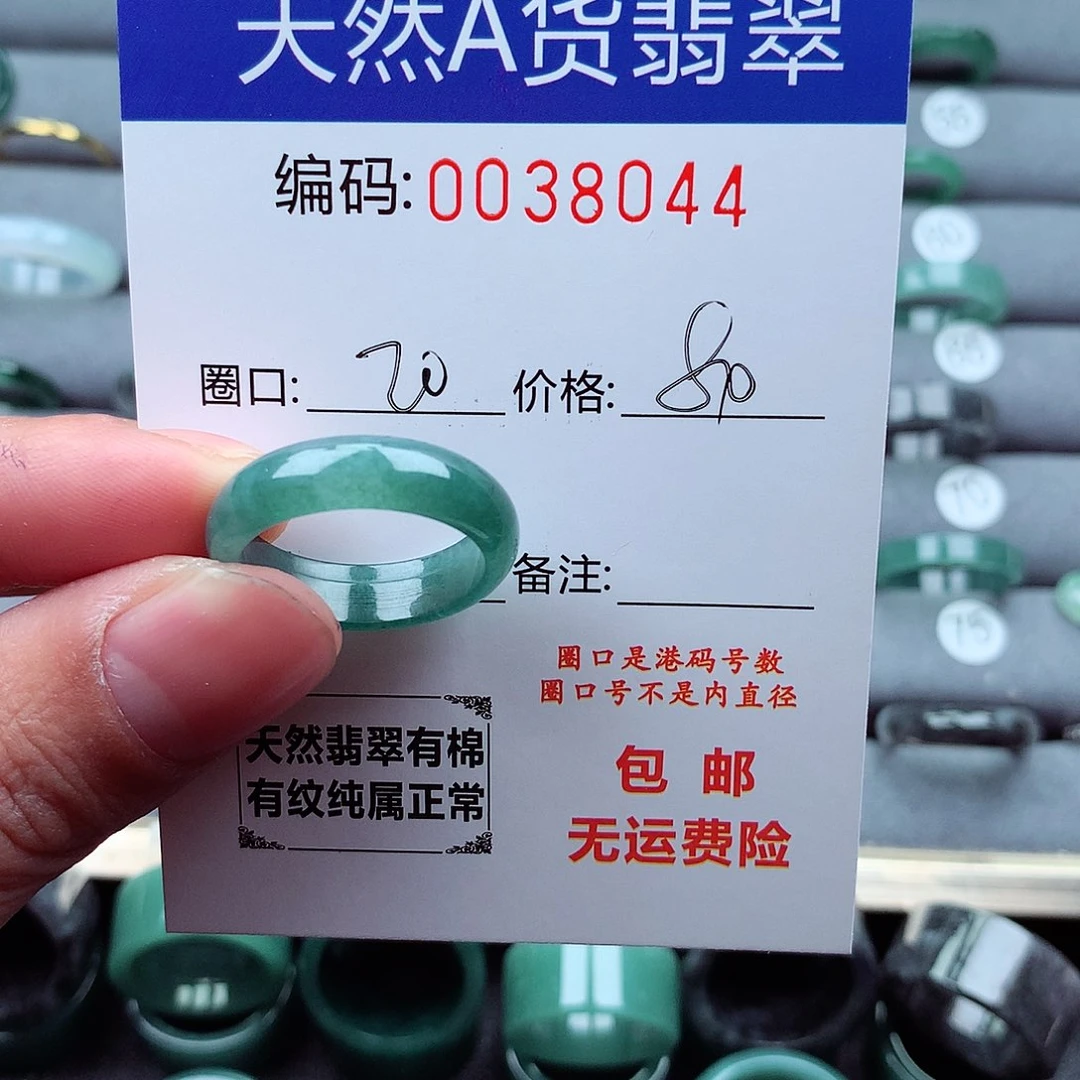 天然A货翡翠
编码: 0038044
圈口: 20 价格: 80
备注:
圈口是港码号数
圈口号不是内直径
天然翡翠有棉
有纹纯属正常
包邮
无运费险
10
15